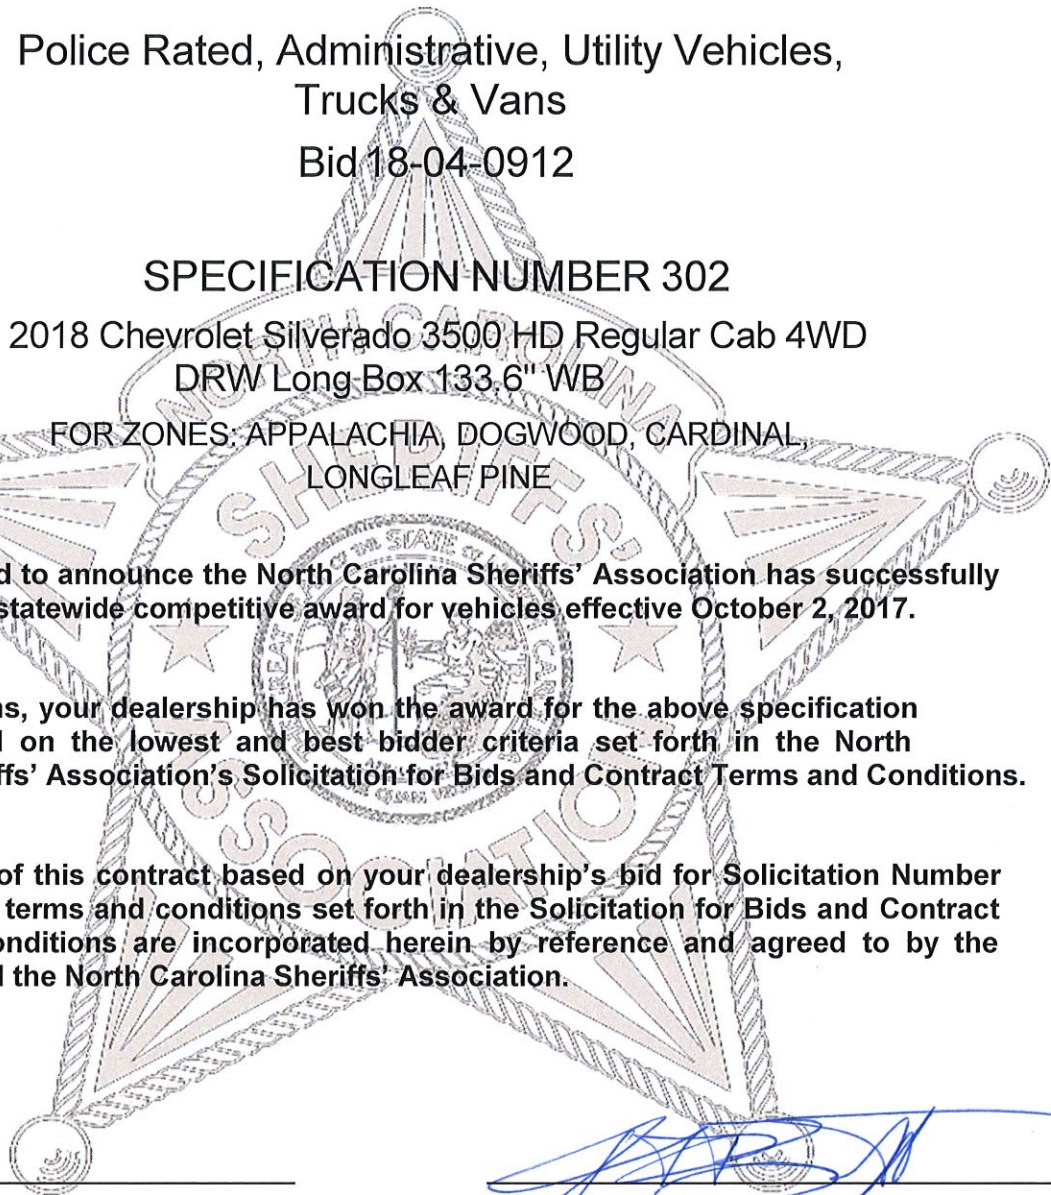 Police Rated, Administrative, Utility Vehicles,
Trucks & Vans
Bid 18-04-0912
SPECIFICATION NUMBER 302
2018 Chevrolet Silverado 3500 HD Regular Cab 4WD
DRW Long Box 133.6" WB
FOR ZONES: APPALACHIA, DOGWOOD, CARDINAL,
LONGLEAF PINE
NORTH CAROLINA
SHERIFFS'
ASSOCIATION
d to announce the North Carolina Sheriffs' Association has successfully
statewide competitive award for vehicles effective October 2, 2017.
ns, your dealership has won the award for the above specification
on the lowest and best bidder criteria set forth in the North
ffs' Association's Solicitation for Bids and Contract Terms and Conditions.
of this contract based on your dealership's bid for Solicitation Number
terms and conditions set forth in the Solicitation for Bids and Contract
onditions are incorporated herein by reference and agreed to by the
the North Carolina Sheriffs' Association.